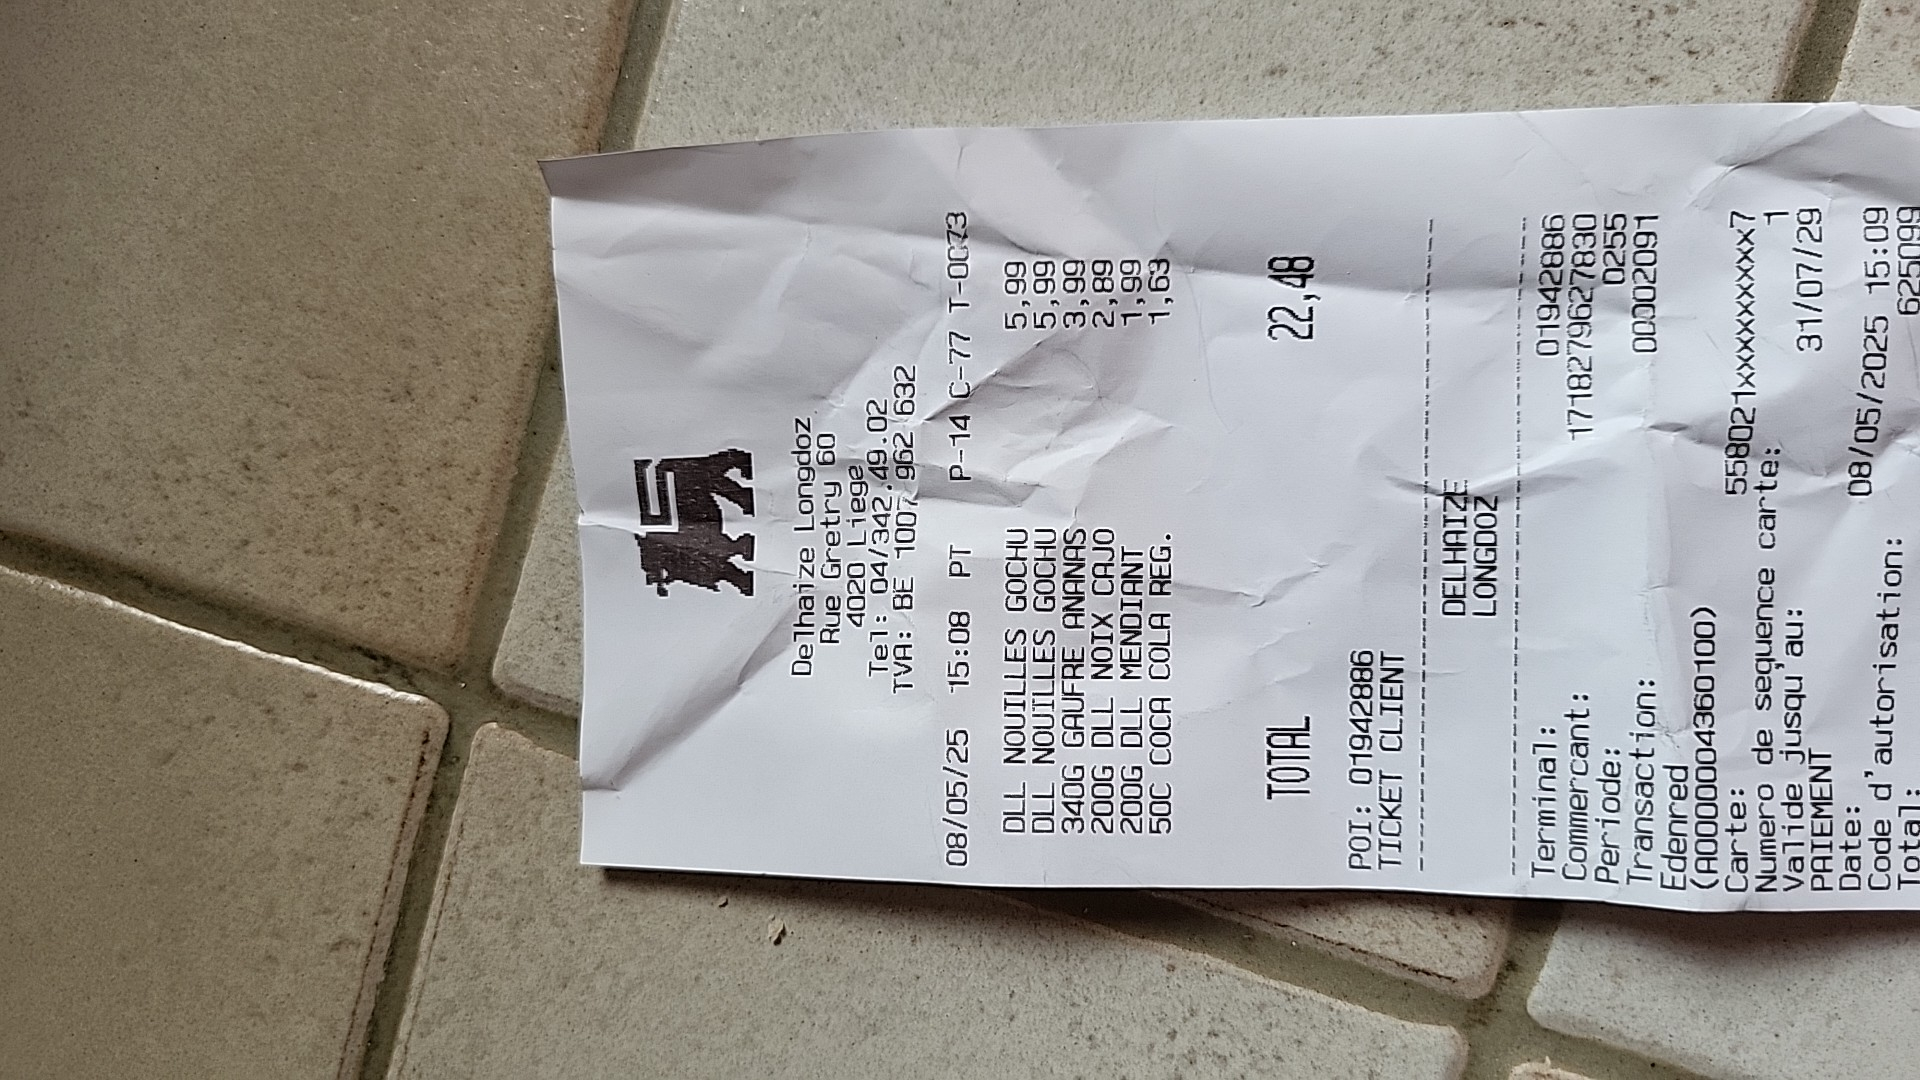 Delhaize Longdoz
Rue Gretry 60
4020 Liege
Tel: 04/342.49.02
TVA: BE 1007 962 632
08/05/25 15:08 PT P-14 C-77 T-0073
DLL NOUILLES GOCHU 5,99
DLL NOUILLES GOCHU 5,99
340G GAUFRE ANANAS 3,99
200G DLL NOIX CAJO 2,89
200G DLL MENDIANT 1,99
50C COCA COLA REG. 1,63
TOTAL 22,48
POI: 01942886
TICKET CLIENT
DELHAIZE
LONGDOZ
Terminal: 01942886
Commercant: 17182796278​30
Periode: 0255
Transaction: 00002091
Edenred
(A0000004360100)
Carte: 558021xxxxxxxxxxx7
Numero de sequence carte: 1
Valide jusqu'au: 31/07/29
PAIEMENT
Date: 08/05/2025 15:09
Code d'autorisation: 625099
Total: